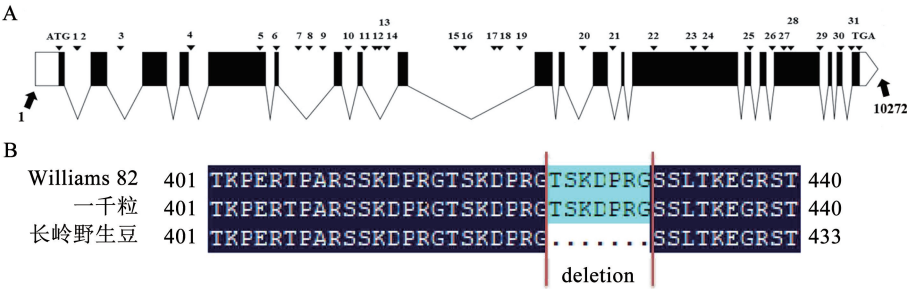 A
13 28 31
ATG 1 2 3 4 5 6 7 8 9 10 11 12 14 15 16 17 18 19 20 21 22 23 24 25 26 27 29 30 TGA
1 10272
B
Williams 82 401 TKPERTPARSSKDPRGTSKDPRGTSKDPRGSSLTKEGRST 440
一千粒 401 TKPERTPARSSKDPRGTSKDPRGTSKDPRGSSLTKEGRST 440
长岭野生豆 401 TKPERTPARSSKDPRGTSKDPRG.......SSLTKEGRST 433
deletion